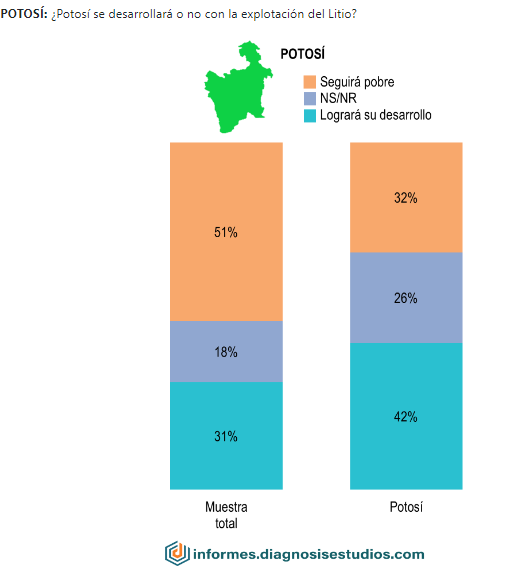 POTOSÍ: ¿Potosí se desarrollará o no con la explotación del Litio?
POTOSÍ
Seguirá pobre
NS/NR
Logrará su desarrollo
51%
32%
18%
26%
31%
42%
Muestra
total
Potosí
informes.diagnosisestudios.com